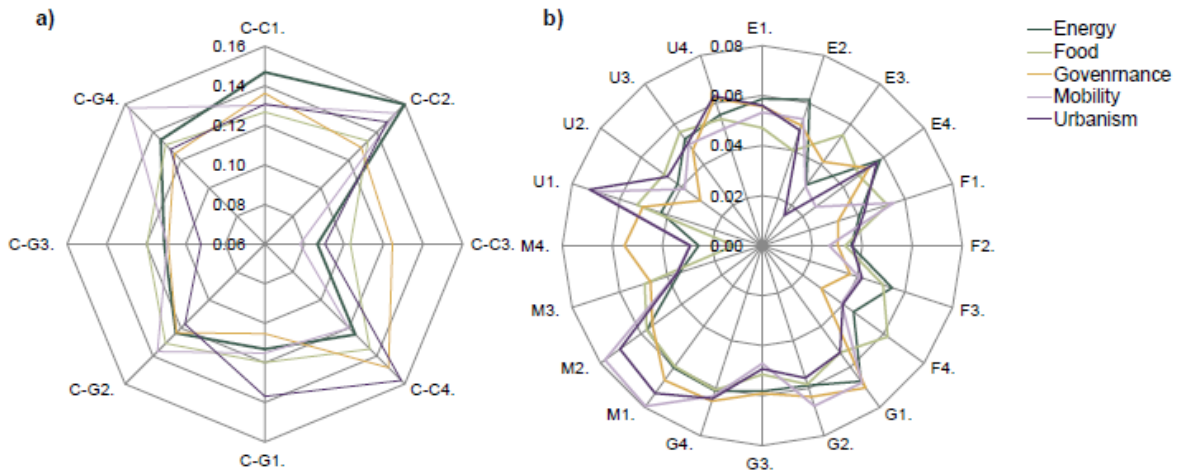 a)
C-C1.
0.16
0.14
0.12
0.10
0.08
0.06
C-C2.
C-C3.
C-C4.
C-G1.
C-G2.
C-G3.
C-G4.
b)
E1.
0.08
0.06
0.04
0.02
0.00
E2.
E3.
E4.
F1.
F2.
F3.
F4.
G1.
G2.
G3.
G4.
M1.
M2.
M3.
M4.
U1.
U2.
U3.
U4.
Energy
Food
Govenrnance
Mobility
Urbanism